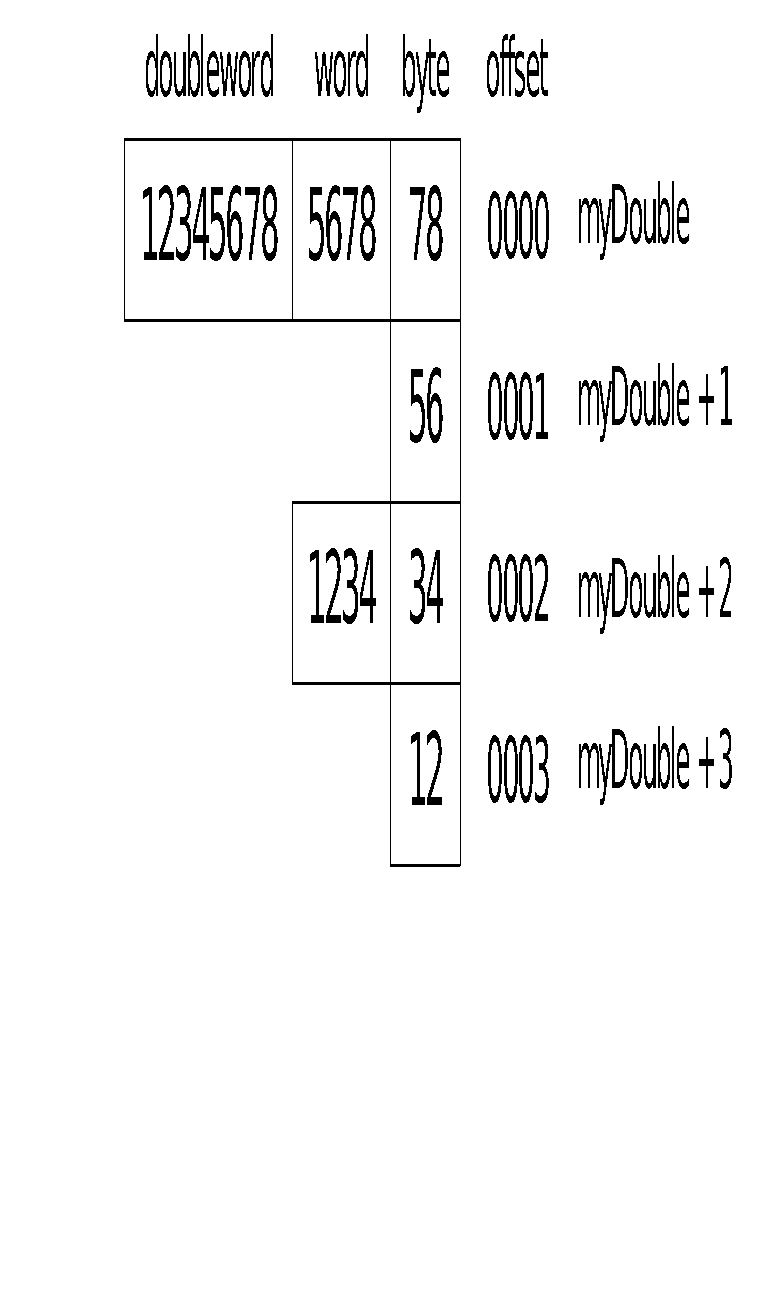 doubleword word byte offset
12345678 5678 78 0000 myDouble
56 0001 myDouble + 1
1234 34 0002 myDouble + 2
12 0003 myDouble + 3